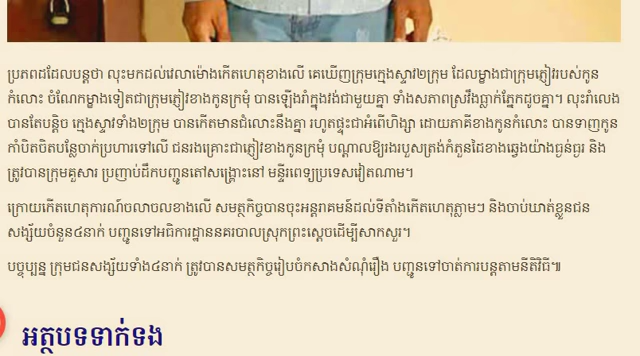 ប្រភពដដែលបន្តថា លុះមកដល់វេលាម៉ោងកើតហេតុខាងលើ គេឃើញក្រុមក្មេងស្ទាវ២ក្រុម ដែលម្ខាងជាក្រុមភ្ញៀវរបស់កូន
កំលោះ ចំណែកម្ខាងទៀតជាក្រុមភ្ញៀវខាងកូនក្រមុំ បានឡើងរាំក្នុងវង់ជាមួយគ្នា ទាំងសភាពស្រវឹងភ្លាក់ភ្នែកដូចគ្នា។ លុះរាំលេង
បានតែបន្តិច ក្មេងស្ទាវទាំង២ក្រុម បានកើតមានជំលោះនឹងគ្នា រហូតផ្ទុះជាអំពើហិង្សា ដោយភាគីខាងកូនកំលោះ បានទាញកូន
កាំបិតចិតបន្លែចាក់ប្រហារទៅលើ ជនរងគ្រោះជាភ្ញៀវខាងកូនក្រមុំ បណ្តាលឱ្យរងរបួសត្រង់កំភួនដៃខាងឆ្វេងយ៉ាងធ្ងន់ធ្ងរ និង
ត្រូវបានក្រុមគ្រួសារ ប្រញាប់ដឹកបញ្ជូនទៅសង្គ្រោះនៅ មន្ទីរពេទ្យប្រទេសវៀតណាម។
ក្រោយកើតហេតុការណ៍ចលាចលខាងលើ សមត្ថកិច្ចបានចុះអន្តរាគមន៍ដល់ទីតាំងកើតហេតុភ្លាមៗ និងចាប់ឃាត់ខ្លួនជន
សង្ស័យចំនួន៤នាក់ បញ្ជូនទៅអធិការដ្ឋាននគរបាលស្រុកព្រះស្តេចដើម្បីសាកសួរ។
បច្ចុប្បន្ន ក្រុមជនសង្ស័យទាំង៤នាក់ ត្រូវបានសមត្ថកិច្ចរៀបចំកសាងសំណុំរឿង បញ្ជូនទៅចាត់ការបន្តតាមនីតិវិធី៕
អត្ថបទទាក់ទង